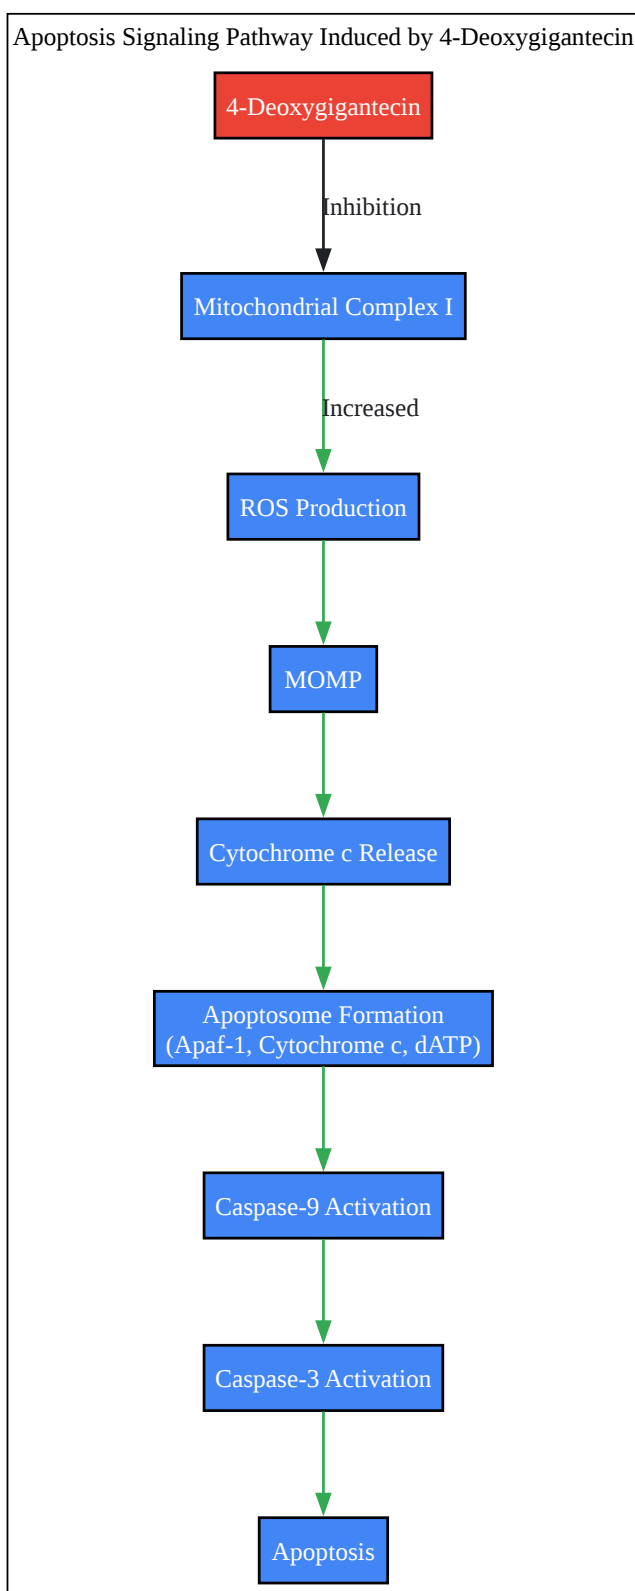 Apoptosis Signaling Pathway Induced by 4-Deoxygigantecin
4-Deoxygigantecin
Inhibition
Mitochondrial Complex I
Increased
ROS Production
MOMP
Cytochrome c Release
Apoptosome Formation
(Apaf-1, Cytochrome c, dATP)
Caspase-9 Activation
Caspase-3 Activation
Apoptosis